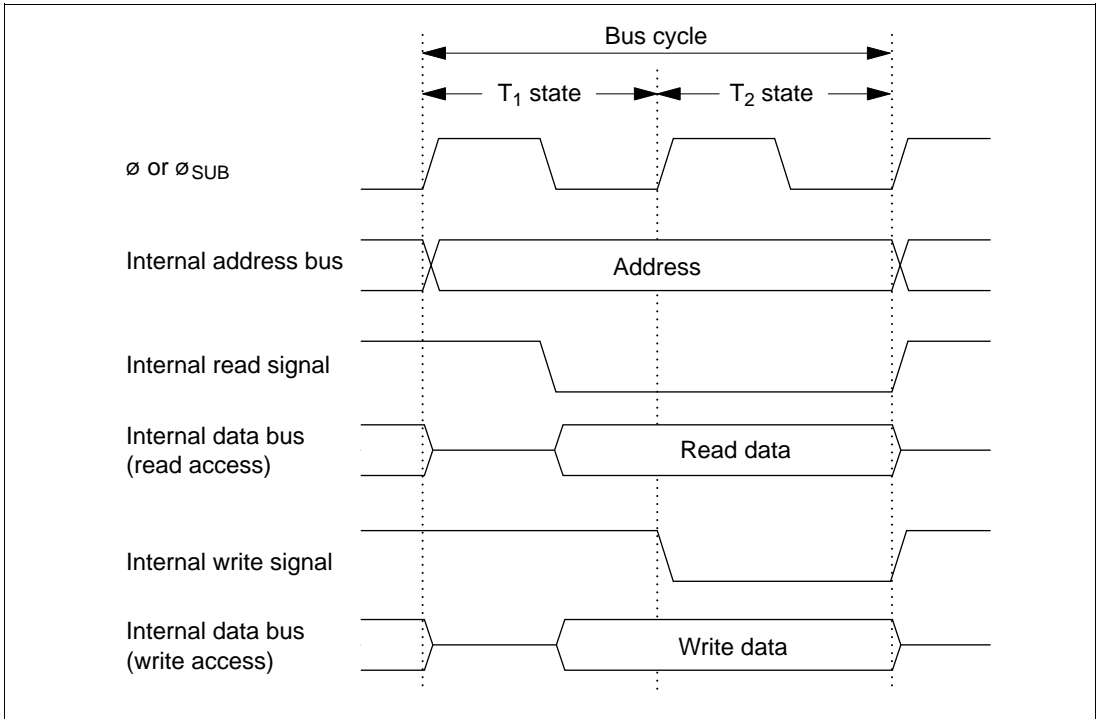 Bus cycle
T₁ state
T₂ state
ø or øSUB
Internal address bus
Address
Internal read signal
Internal data bus
(read access)
Read data
Internal write signal
Internal data bus
(write access)
Write data